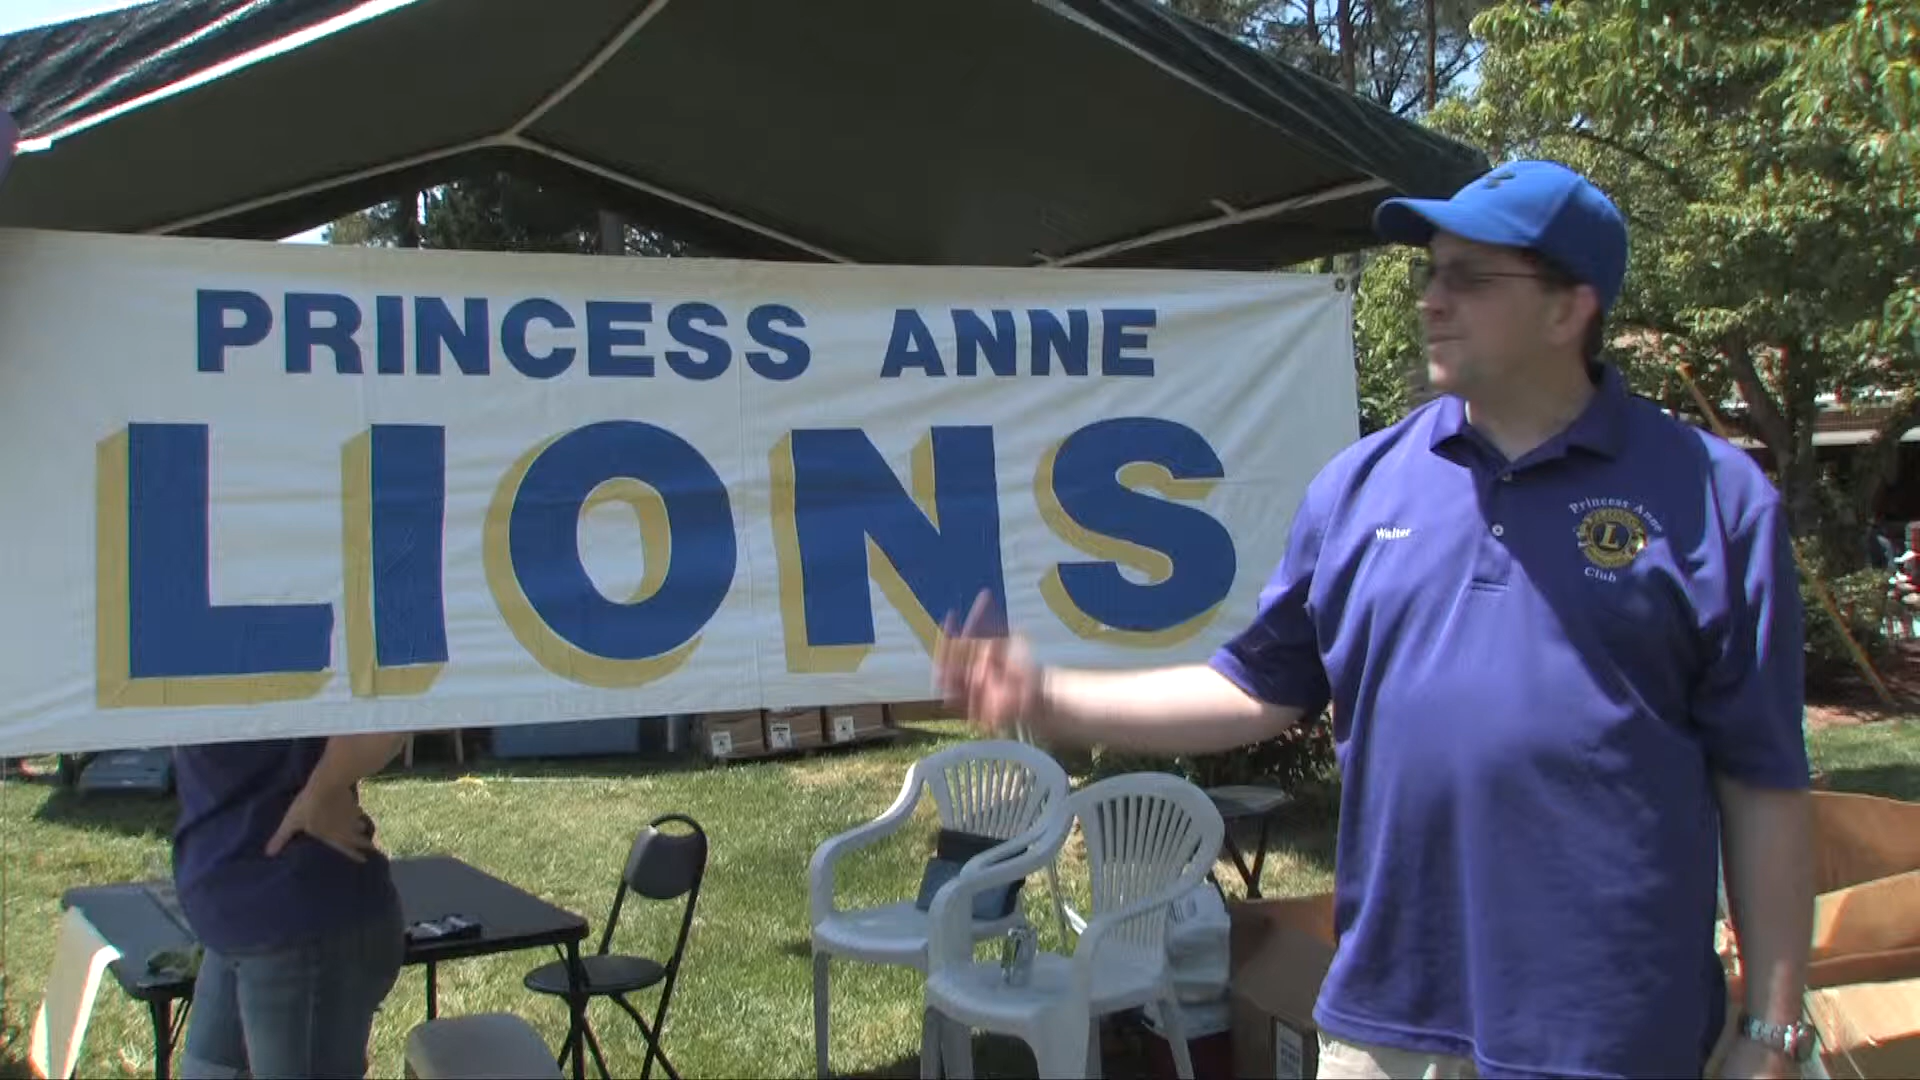 PRINCESS ANNE
LIONS
Walter
Princess Anne
L
Club